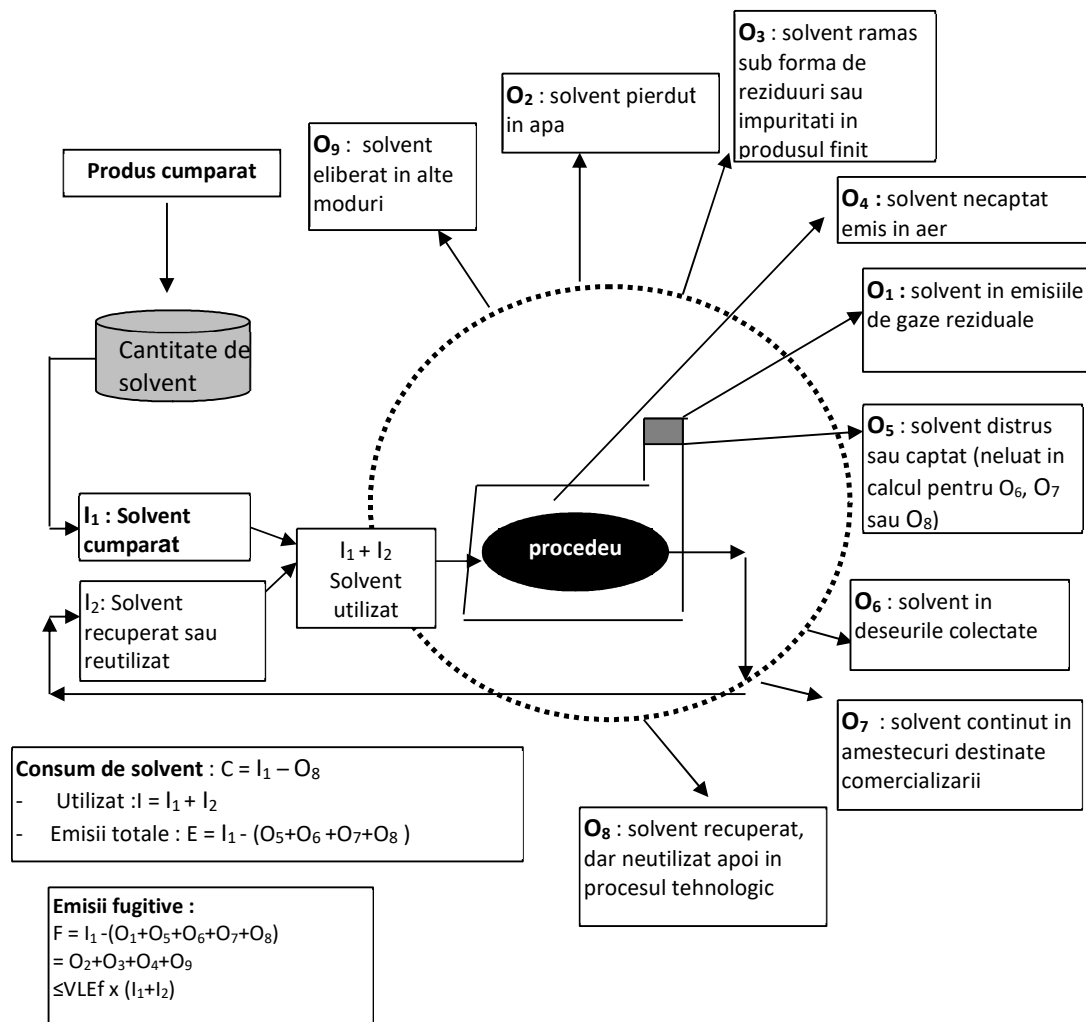 O₃ : solvent ramas
sub forma de
reziduuri sau
impuritati in
produsul finit
O₂ : solvent pierdut
in apa
O₉ : solvent
eliberat in alte
moduri
Produs cumparat
O₄ : solvent necaptat
emis in aer
O₁ : solvent in emisiile
de gaze reziduale
Cantitate de
solvent
O₅ : solvent distrus
sau captat (neluat in
calcul pentru O₆, O₇
sau O₈)
I₁ : Solvent
cumparat
I₁ + I₂
Solvent
utilizat
procedeu
I₂: Solvent
recuperat sau
reutilizat
O₆ : solvent in
deseurile colectate
O₇ : solvent continut in
amestecuri destinate
comercializarii
Consum de solvent : C = I₁ – O₈
- Utilizat :I = I₁ + I₂
- Emisii totale : E = I₁ - (O₅+O₆ +O₇+O₈ )
O₈ : solvent recuperat,
dar neutilizat apoi in
procesul tehnologic
Emisii fugitive :
F = I₁ -(O₁+O₅+O₆+O₇+O₈)
= O₂+O₃+O₄+O₉
≤VLEf x (I₁+I₂)